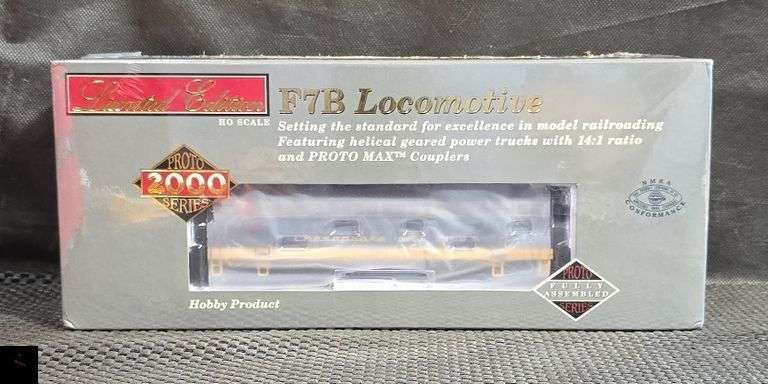 Limited Edition
HO SCALE
F7B Locomotive
Setting the standard for excellence in model railroading
Featuring helical geared power trucks with 14:1 ratio
and PROTO MAX™ Couplers
PROTO
2000
SERIES
NMRA
CONFORMANCE
PROTO
FULLY
ASSEMBLED
SERIES
Hobby Product